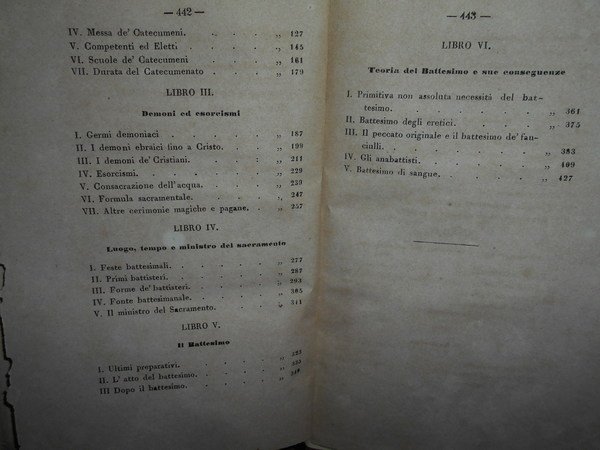 — 442 —
IV. Messa de' Catecumeni . . . . „ 127
V. Competenti ed Eletti . . . . „ 145
VI. Scuole de' Catecumeni . . . . „ 161
VII. Durata del Catecumenato . . . . „ 179
LIBRO III.
Demoni ed esorcismi
I. Germi demoniaci . . . . „ 187
II. I demoni ebraici fino a Cristo. . . . „ 199
III. I demoni de' Cristiani. . . . : 211
IV. Esorcismi. . . . . „ 229
V. Consacrazione dell'acqua. . . . . „ 239
VI. Formula sacramentale. . . . . „ 247
VII. Altre cerimonie magiche e pagane. . „ 257
LIBRO IV.
Luogo, tempo e ministro del sacramento
I. Feste battesimali. . . . . „ 277
II. Primi battisteri. . . . . „ 287
III. Forme de' battisteri. . . . . „ 293
IV. Fonte battesimanale. . . . . „ 305
V. Il ministro del Sacramento. . . . „ 311
LIBRO V.
Il Battesimo
I. Ultimi preparativi. . . . . „
II. L' atto del battesimo. . . . . „
III Dopo il battesimo. . . . . „
— 443 —
LIBRO VI.
Teoria del Battesimo e sue conseguenze
I. Primitiva non assoluta necessità del bat-
tesimo. . . . . „ 361
II. Battesimo degli eretici. . . . „ 375
III. Il peccato originale e il battesimo de' fan-
ciulli. . . . . „ 383
IV. Gli anabattisti. . . . . „ 409
V. Battesimo di sangue. . . . . „ 427